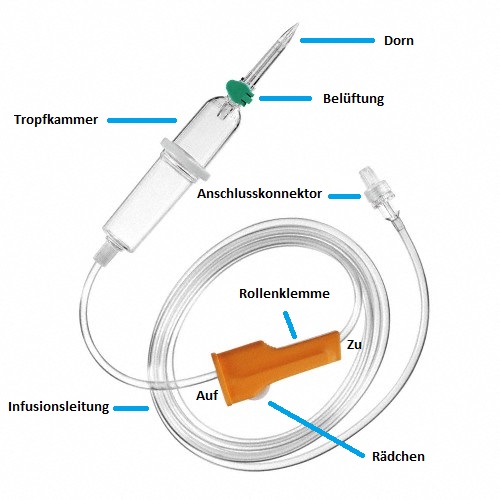 Dorn
Belüftung
Tropfkammer
Anschlusskonnektor
Rollenklemme
Zu
Auf
Infusionsleitung
Rädchen